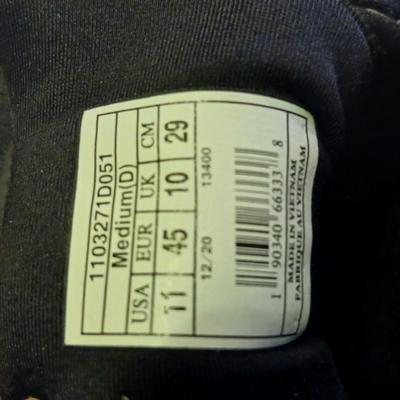 1103271D051
Medium(D)
USA EUR UK CM
11 45 10 29
12/20 13400
1 90340 66333 8
MADE IN VIETNAM
FABRIQUE AU VIETNAM